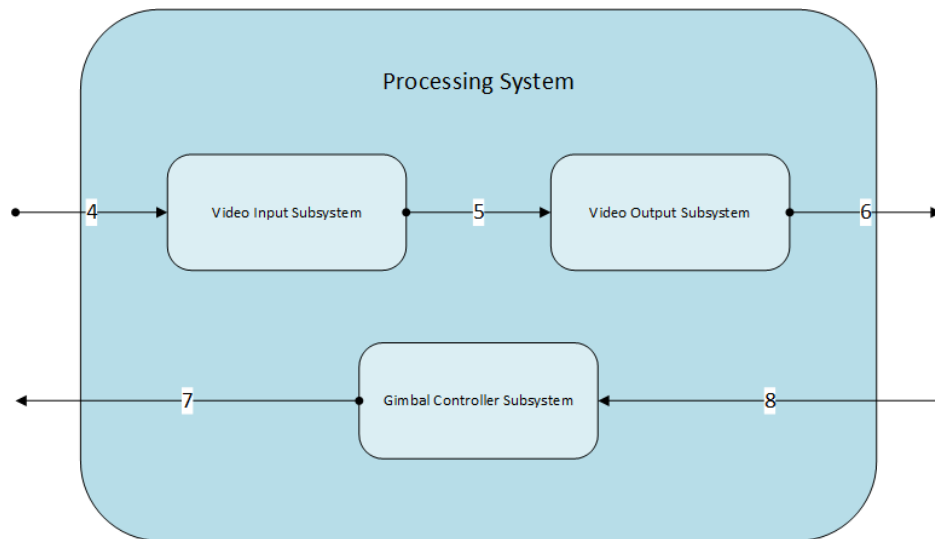 Processing System
4
Video Input Subsystem
5
Video Output Subsystem
6
7
Gimbal Controller Subsystem
8